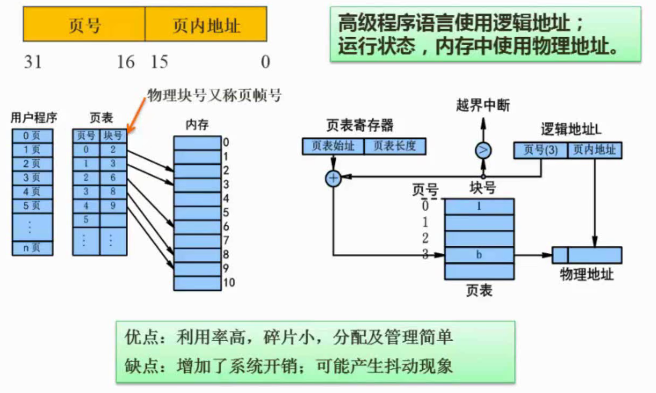 页号 页内地址
31 16 15 0
高级程序语言使用逻辑地址；
运行状态，内存中使用物理地址。
物理块号又称页帧号
用户程序
0 页
1 页
2 页
3 页
4 页
5 页
n 页
页表
页号 块号
0 2
1 3
2 6
3 8
4 9
5
内存
0
1
2
3
4
5
6
7
8
9
10
越界中断
页表寄存器
页表始址 页表长度
逻辑地址L
页号(3) 页内地址
>
+
页号 块号
0 1
1
2
3 b
页表
物理地址
优点：利用率高，碎片小，分配及管理简单
缺点：增加了系统开销；可能产生抖动现象